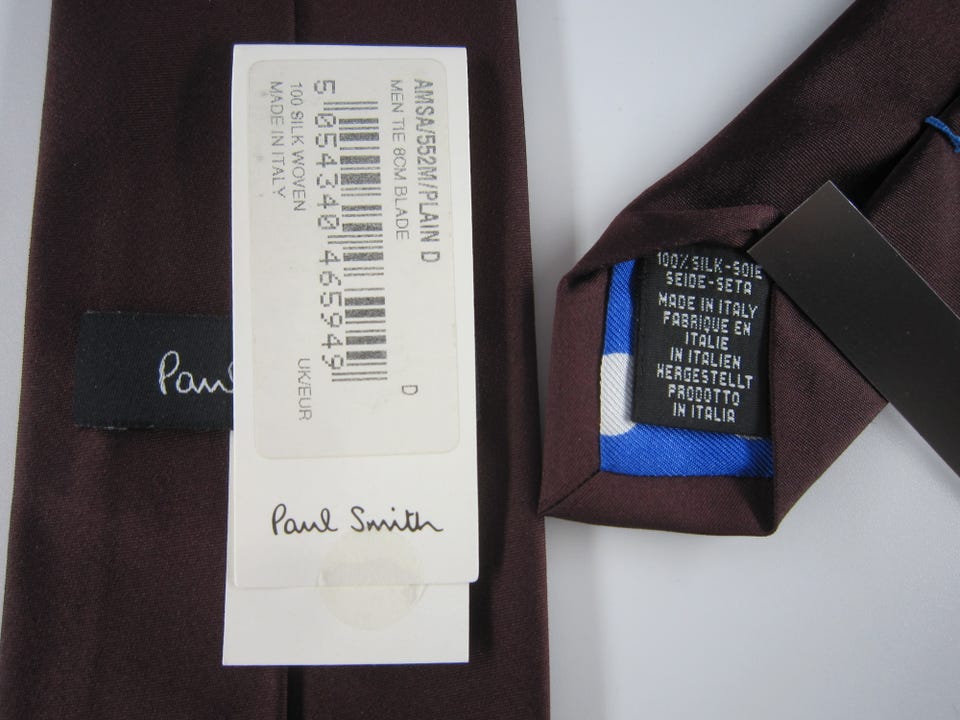 AMSA/552M/PLAIN D
MEN TIE 8CM BLADE
D
5 054340 465949
UK/EUR
100 SILK WOVEN
MADE IN ITALY
Paul Smith
Paul
100% SILK-SOIE
SEIDE-SETA
MADE IN ITALY
FABRIQUE EN
ITALIE
IN ITALIEN
HERGESTELLT
PRODOTTO
IN ITALIA